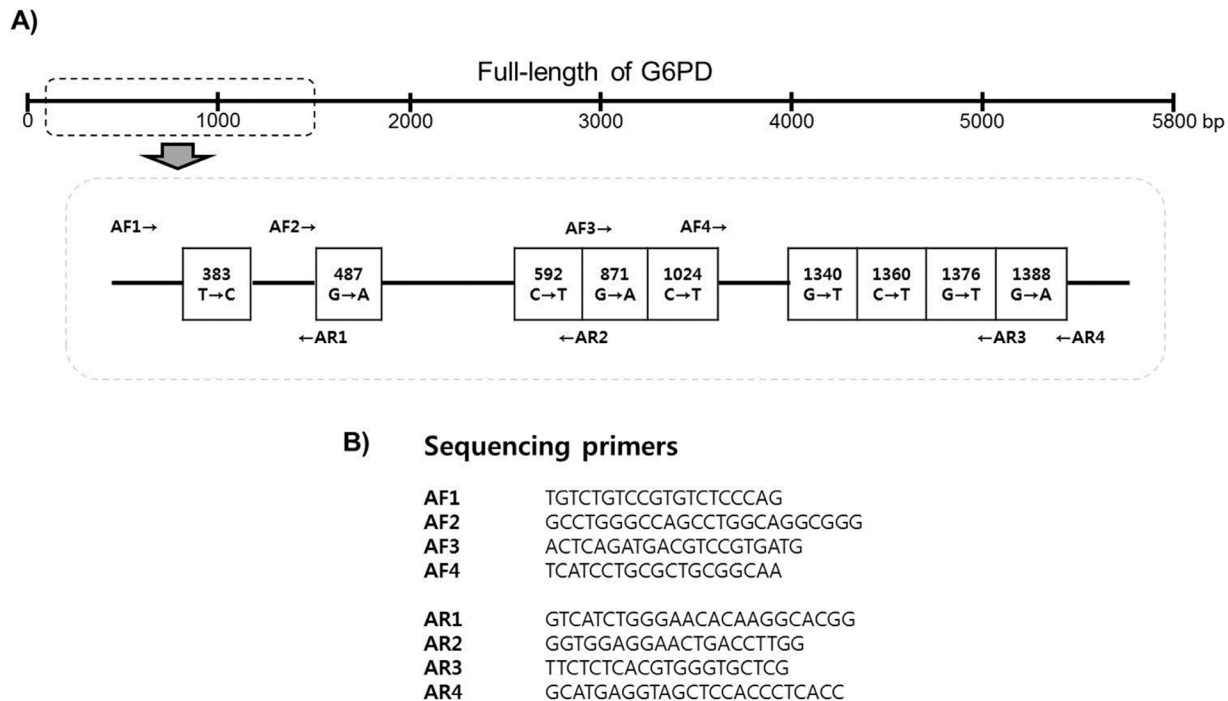 A)
Full-length of G6PD
0 1000 2000 3000 4000 5000 5800 bp
AF1→ AF2→ AF3→ AF4→
383 487 592 871 1024 1340 1360 1376 1388
T→C G→A C→T G→A C→T G→T C→T G→T G→A
←AR1 ←AR2 ←AR3 ←AR4
B) Sequencing primers
AF1 TGTCTGTCCGTGTCTCCCAG
AF2 GCCTGGGCCAGCCTGGCAGGCGGG
AF3 ACTCAGATGACGTCCGTGATG
AF4 TCATCCTGCGCTGCGGCAA
AR1 GTCATCTGGGAACACAAGGCACGG
AR2 GGTGGAGGAACTGACCTTGG
AR3 TTCTCTCACGTGGGTGCTCG
AR4 GCATGAGGTAGCTCCACCCTCACC